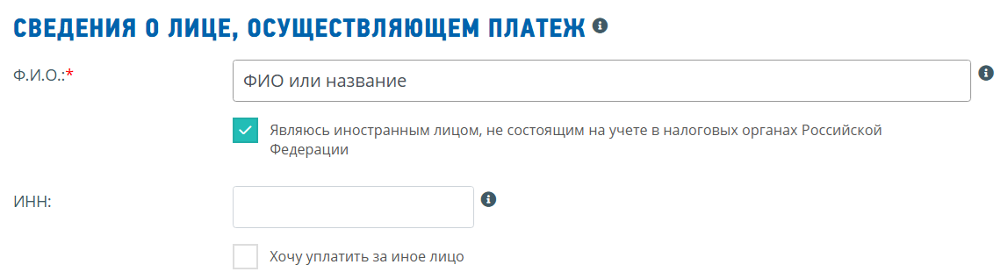 СВЕДЕНИЯ О ЛИЦЕ, ОСУЩЕСТВЛЯЮЩЕМ ПЛАТЕЖ
Ф.И.О.:*
ФИО или название
Являюсь иностранным лицом, не состоящим на учете в налоговых органах Российской
Федерации
ИНН:
Хочу уплатить за иное лицо